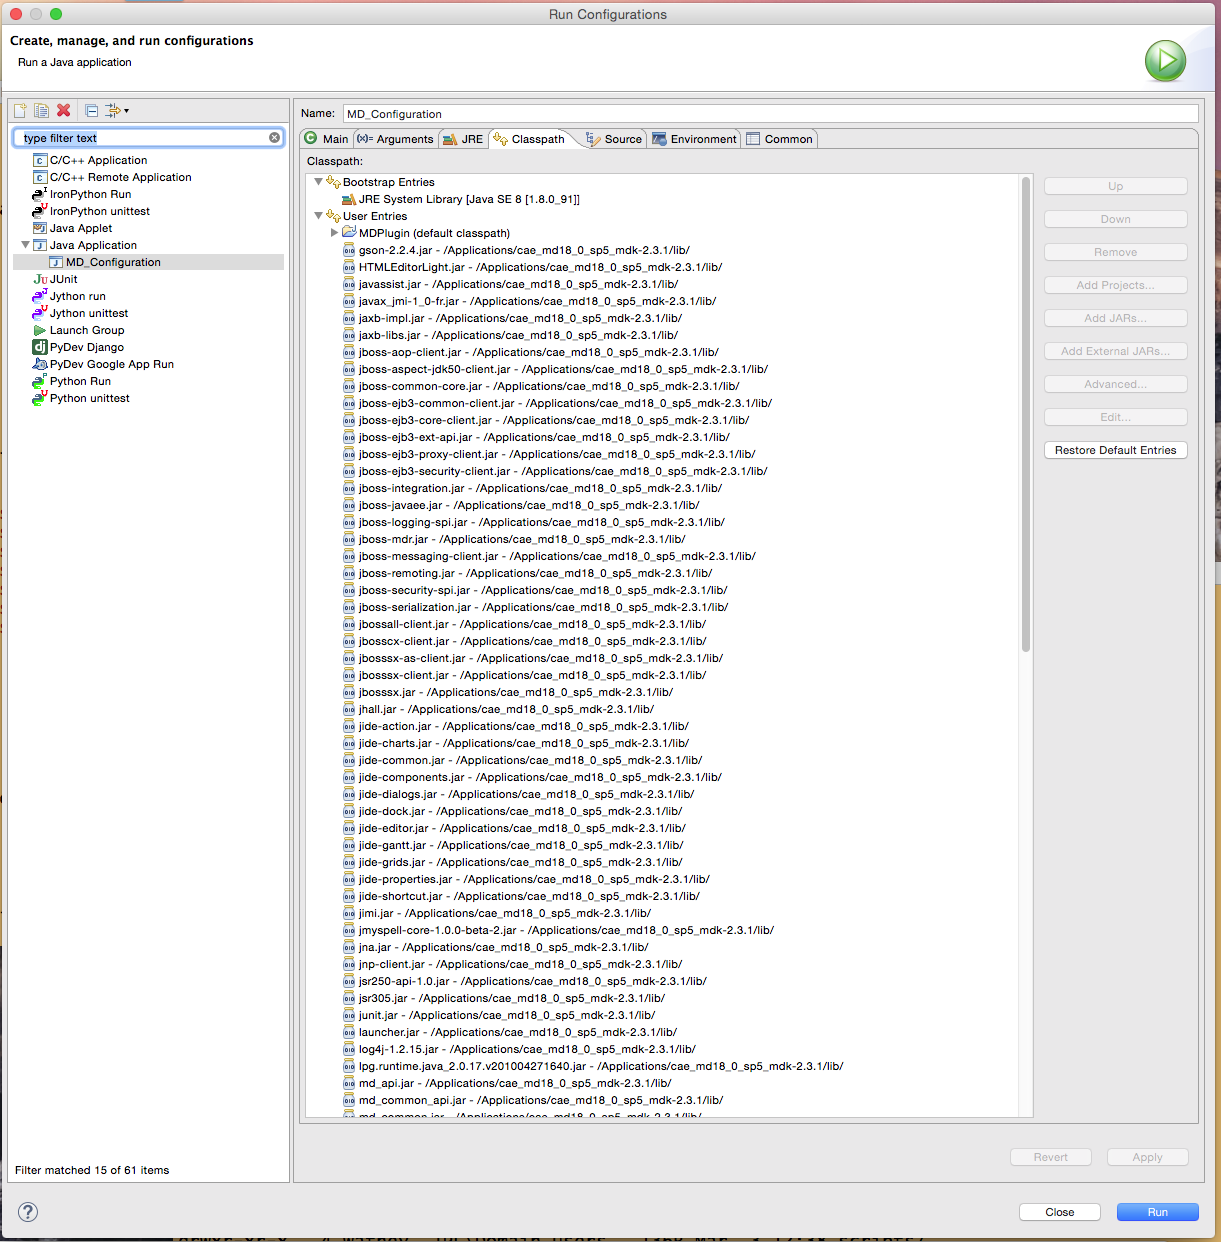 Run Configurations
Create, manage, and run configurations
Run a Java application
type filter text
C/C++ Application
C/C++ Remote Application
IronPython Run
IronPython unittest
Java Applet
Java Application
MD_Configuration
JUnit
Jython run
Jython unittest
Launch Group
PyDev Django
PyDev Google App Run
Python Run
Python unittest
Filter matched 15 of 61 items
Name: MD_Configuration
Main (x)= Arguments JRE Classpath Source Environment Common
Classpath:
Bootstrap Entries
JRE System Library [Java SE 8 [1.8.0_91]]
User Entries
MDPlugin (default classpath)
gson-2.2.4.jar - /Applications/cae_md18_0_sp5_mdk-2.3.1/lib/
HTMLEditorLight.jar - /Applications/cae_md18_0_sp5_mdk-2.3.1/lib/
javassist.jar - /Applications/cae_md18_0_sp5_mdk-2.3.1/lib/
javax_jmi-1_0-fr.jar - /Applications/cae_md18_0_sp5_mdk-2.3.1/lib/
jaxb-impl.jar - /Applications/cae_md18_0_sp5_mdk-2.3.1/lib/
jaxb-libs.jar - /Applications/cae_md18_0_sp5_mdk-2.3.1/lib/
jboss-aop-client.jar - /Applications/cae_md18_0_sp5_mdk-2.3.1/lib/
jboss-aspect-jdk50-client.jar - /Applications/cae_md18_0_sp5_mdk-2.3.1/lib/
jboss-common-core.jar - /Applications/cae_md18_0_sp5_mdk-2.3.1/lib/
jboss-ejb3-common-client.jar - /Applications/cae_md18_0_sp5_mdk-2.3.1/lib/
jboss-ejb3-core-client.jar - /Applications/cae_md18_0_sp5_mdk-2.3.1/lib/
jboss-ejb3-ext-api.jar - /Applications/cae_md18_0_sp5_mdk-2.3.1/lib/
jboss-ejb3-proxy-client.jar - /Applications/cae_md18_0_sp5_mdk-2.3.1/lib/
jboss-ejb3-security-client.jar - /Applications/cae_md18_0_sp5_mdk-2.3.1/lib/
jboss-integration.jar - /Applications/cae_md18_0_sp5_mdk-2.3.1/lib/
jboss-javaee.jar - /Applications/cae_md18_0_sp5_mdk-2.3.1/lib/
jboss-logging-spi.jar - /Applications/cae_md18_0_sp5_mdk-2.3.1/lib/
jboss-mdr.jar - /Applications/cae_md18_0_sp5_mdk-2.3.1/lib/
jboss-messaging-client.jar - /Applications/cae_md18_0_sp5_mdk-2.3.1/lib/
jboss-remoting.jar - /Applications/cae_md18_0_sp5_mdk-2.3.1/lib/
jboss-security-spi.jar - /Applications/cae_md18_0_sp5_mdk-2.3.1/lib/
jboss-serialization.jar - /Applications/cae_md18_0_sp5_mdk-2.3.1/lib/
jbossall-client.jar - /Applications/cae_md18_0_sp5_mdk-2.3.1/lib/
jbosscx-client.jar - /Applications/cae_md18_0_sp5_mdk-2.3.1/lib/
jbosssx-as-client.jar - /Applications/cae_md18_0_sp5_mdk-2.3.1/lib/
jbosssx-client.jar - /Applications/cae_md18_0_sp5_mdk-2.3.1/lib/
jbosssx.jar - /Applications/cae_md18_0_sp5_mdk-2.3.1/lib/
jhall.jar - /Applications/cae_md18_0_sp5_mdk-2.3.1/lib/
jide-action.jar - /Applications/cae_md18_0_sp5_mdk-2.3.1/lib/
jide-charts.jar - /Applications/cae_md18_0_sp5_mdk-2.3.1/lib/
jide-common.jar - /Applications/cae_md18_0_sp5_mdk-2.3.1/lib/
jide-components.jar - /Applications/cae_md18_0_sp5_mdk-2.3.1/lib/
jide-dialogs.jar - /Applications/cae_md18_0_sp5_mdk-2.3.1/lib/
jide-dock.jar - /Applications/cae_md18_0_sp5_mdk-2.3.1/lib/
jide-editor.jar - /Applications/cae_md18_0_sp5_mdk-2.3.1/lib/
jide-gantt.jar - /Applications/cae_md18_0_sp5_mdk-2.3.1/lib/
jide-grids.jar - /Applications/cae_md18_0_sp5_mdk-2.3.1/lib/
jide-properties.jar - /Applications/cae_md18_0_sp5_mdk-2.3.1/lib/
jide-shortcut.jar - /Applications/cae_md18_0_sp5_mdk-2.3.1/lib/
jimi.jar - /Applications/cae_md18_0_sp5_mdk-2.3.1/lib/
jmyspell-core-1.0.0-beta-2.jar - /Applications/cae_md18_0_sp5_mdk-2.3.1/lib/
jna.jar - /Applications/cae_md18_0_sp5_mdk-2.3.1/lib/
jnp-client.jar - /Applications/cae_md18_0_sp5_mdk-2.3.1/lib/
jsr250-api-1.0.jar - /Applications/cae_md18_0_sp5_mdk-2.3.1/lib/
jsr305.jar - /Applications/cae_md18_0_sp5_mdk-2.3.1/lib/
junit.jar - /Applications/cae_md18_0_sp5_mdk-2.3.1/lib/
launcher.jar - /Applications/cae_md18_0_sp5_mdk-2.3.1/lib/
log4j-1.2.15.jar - /Applications/cae_md18_0_sp5_mdk-2.3.1/lib/
lpg.runtime.java_2.0.17.v201004271640.jar - /Applications/cae_md18_0_sp5_mdk-2.3.1/lib/
md_api.jar - /Applications/cae_md18_0_sp5_mdk-2.3.1/lib/
md_common_api.jar - /Applications/cae_md18_0_sp5_mdk-2.3.1/lib/
md_common.jar - /Applications/cae_md18_0_sp5_mdk-2.3.1/lib/
Up
Down
Remove
Add Projects...
Add JARs...
Add External JARs...
Advanced...
Edit...
Restore Default Entries
Revert
Apply
Close
Run